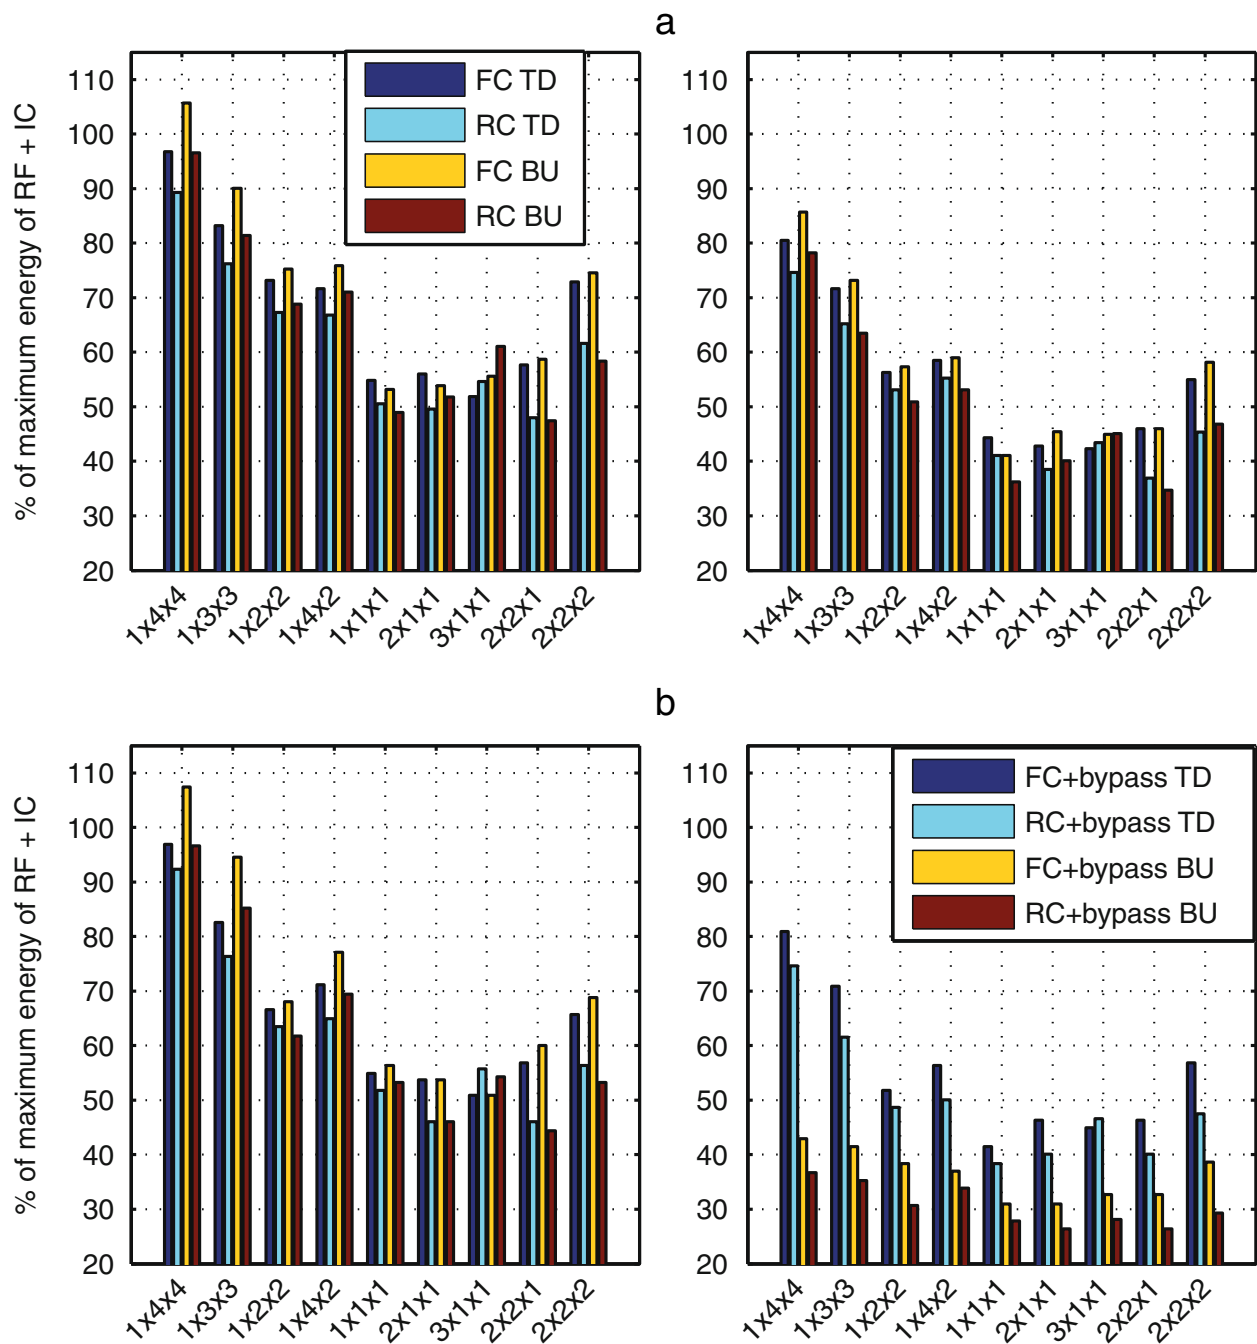 a
% of maximum energy of RF + IC
110
100
90
80
70
60
50
40
30
20
FC TD
RC TD
FC BU
RC BU
1x4x4
1x3x3
1x2x2
1x4x2
1x1x1
2x1x1
3x1x1
2x2x1
2x2x2
110
100
90
80
70
60
50
40
30
20
1x4x4
1x3x3
1x2x2
1x4x2
1x1x1
2x1x1
3x1x1
2x2x1
2x2x2
b
% of maximum energy of RF + IC
110
100
90
80
70
60
50
40
30
20
1x4x4
1x3x3
1x2x2
1x4x2
1x1x1
2x1x1
3x1x1
2x2x1
2x2x2
110
100
90
80
70
60
50
40
30
20
FC+bypass TD
RC+bypass TD
FC+bypass BU
RC+bypass BU
1x4x4
1x3x3
1x2x2
1x4x2
1x1x1
2x1x1
3x1x1
2x2x1
2x2x2